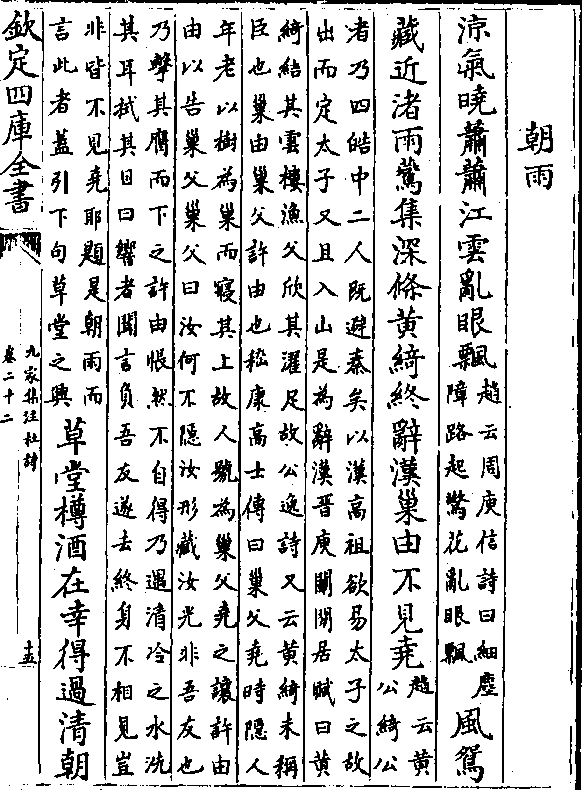 朝雨
涼氣曉蕭蕭江雲亂眼飄
趙云周庾信詩曰細塵
障路起驚花亂眼飄
風鴛
藏近渚雨鷰集深條黄綺終辭漢巢由不見堯
趙云黄
公綺公
者乃四皓中二人既避秦矣以漢髙祖欲易太子之故
出而定太子又且入山是為辭漢晉庾闡閑居賦曰黄
綺結其雲棲漁父欣其濯足故公逸詩又云黄綺未稱
臣也巢由巢父許由也嵇康髙士傳曰巢父堯時隠人
年老以樹為巢而寢其上故人號為巢父堯之讓許由
由以告巢父巢父曰汝何不隠汝形藏汝光非吾友也
乃擊其膺而下之許由悵然不自得乃過清冷之水洗
其耳拭其目曰嚮者聞言負吾友遂去終身不相見豈
非皆不見堯耶題是朝雨而
言此者蓋引下句草堂之興
草堂樽酒在幸得過清朝
欽定四庫全書
九家集注杜詩
卷二十二
十五